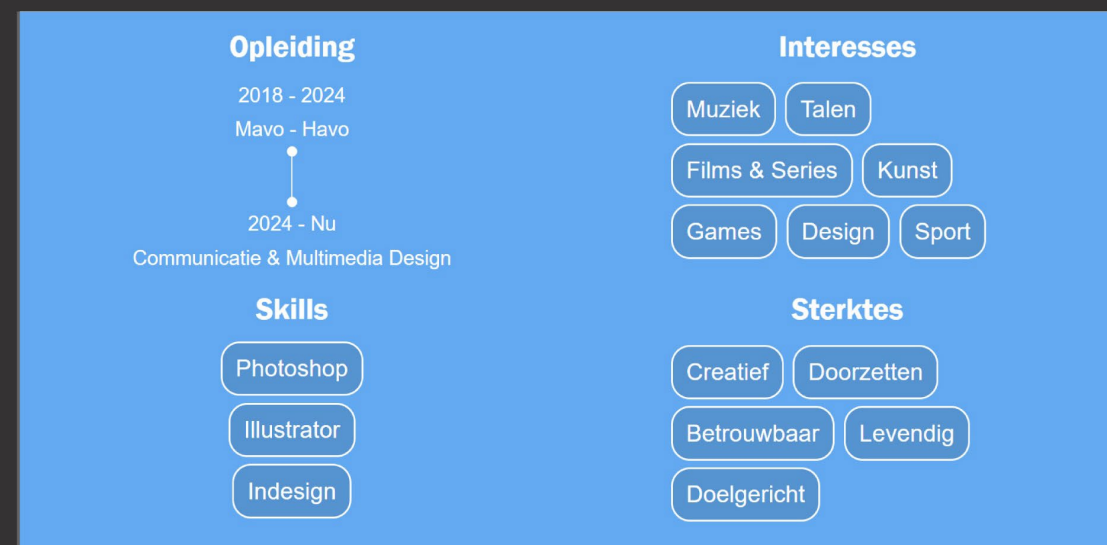 Opleiding
2018 - 2024
Mavo - Havo
2024 - Nu
Communicatie & Multimedia Design
Interesses
Muziek Talen
Films & Series Kunst
Games Design Sport
Skills
Photoshop
Illustrator
Indesign
Sterktes
Creatief Doorzetten
Betrouwbaar Levendig
Doelgericht